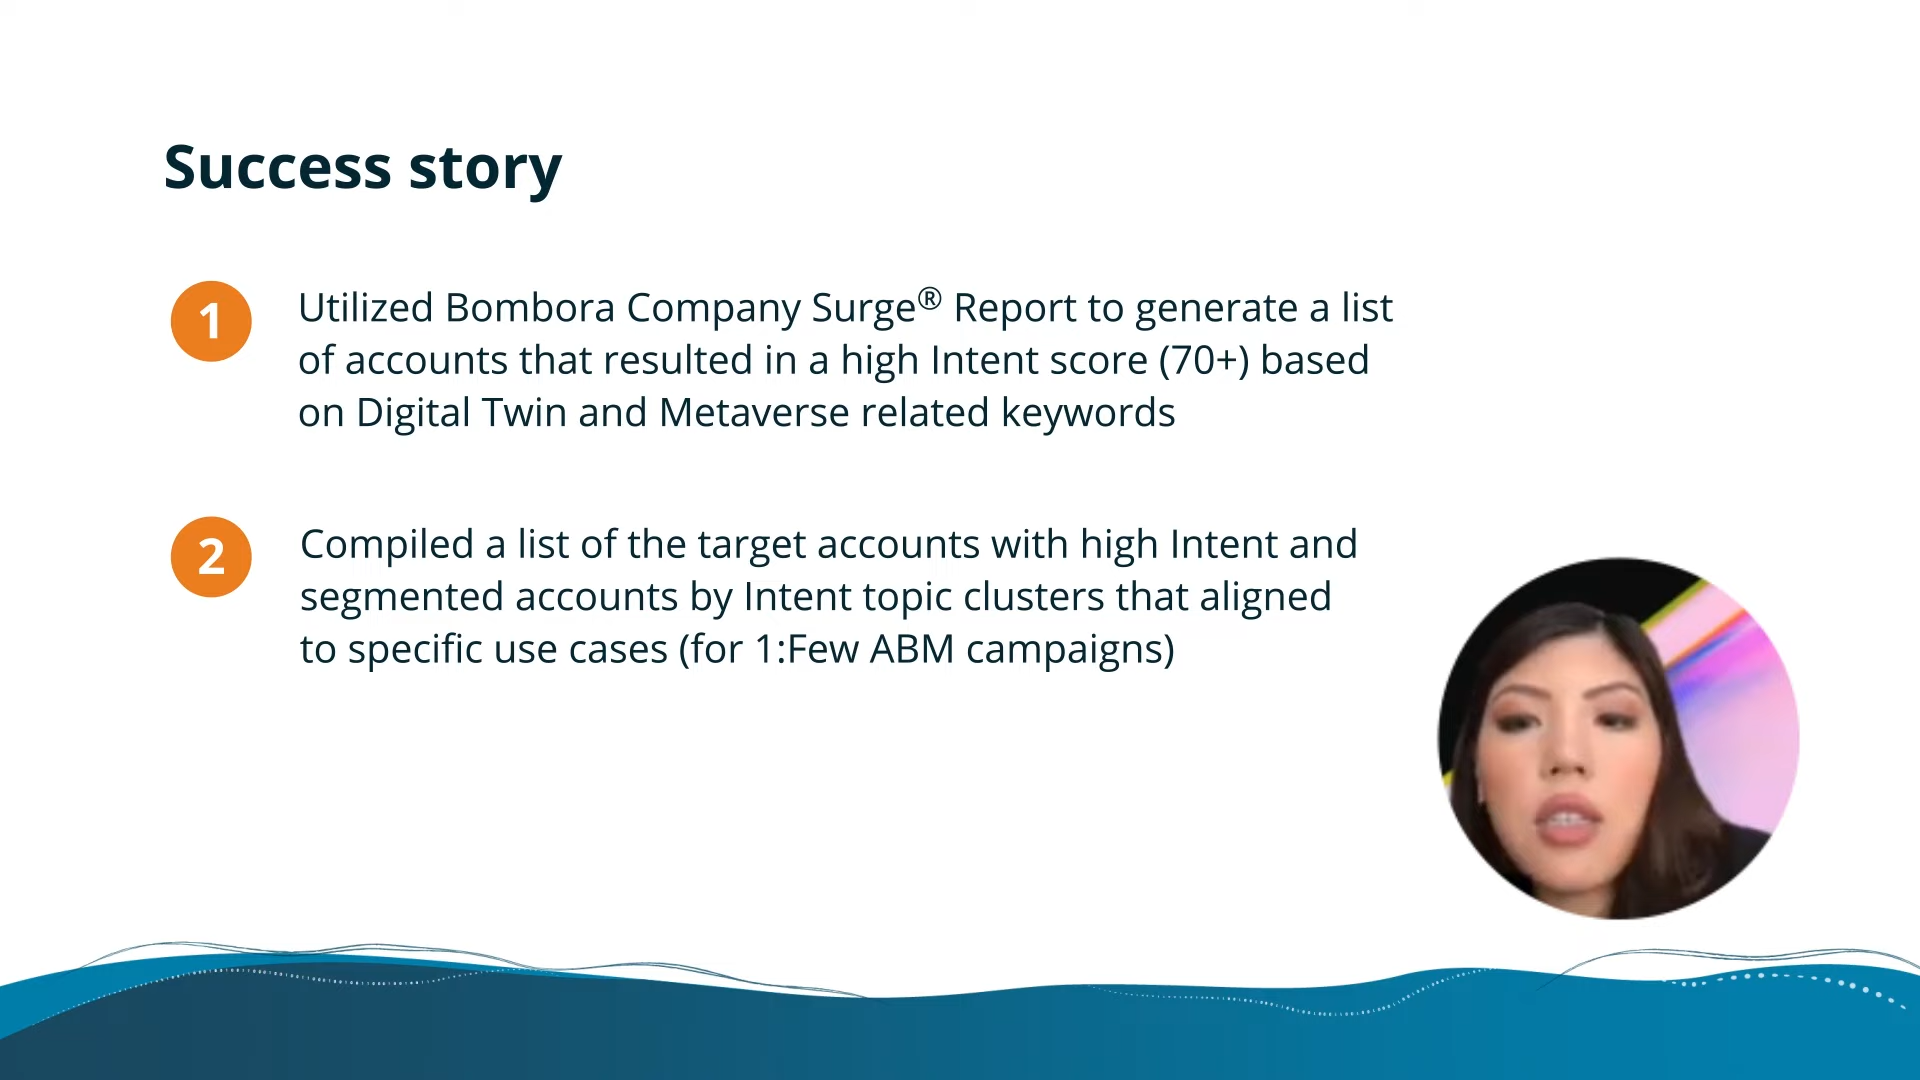 Success story
1
Utilized Bombora Company Surge® Report to generate a list
of accounts that resulted in a high Intent score (70+) based
on Digital Twin and Metaverse related keywords
2
Compiled a list of the target accounts with high Intent and
segmented accounts by Intent topic clusters that aligned
to specific use cases (for 1:Few ABM campaigns)